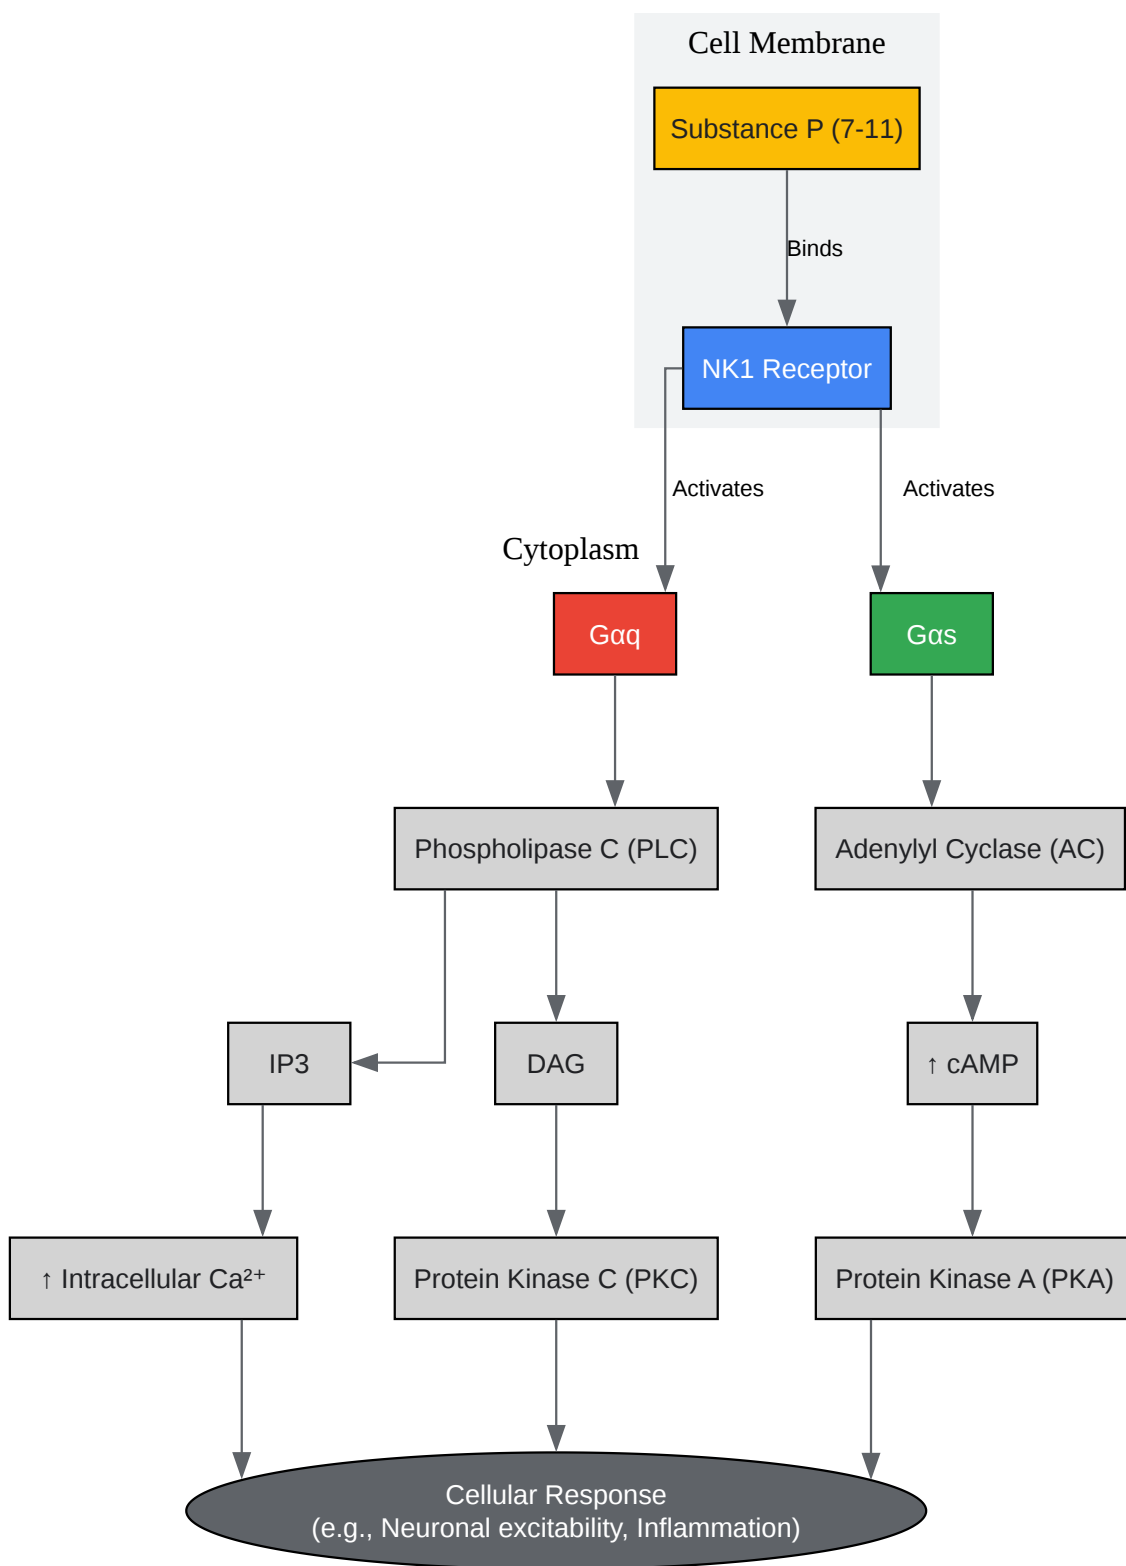 Cell Membrane
Substance P (7-11)
Binds
NK1 Receptor
Activates
Activates
Cytoplasm
Gαq
Gαs
Phospholipase C (PLC)
Adenylyl Cyclase (AC)
IP3
DAG
↑ cAMP
↑ Intracellular Ca²⁺
Protein Kinase C (PKC)
Protein Kinase A (PKA)
Cellular Response
(e.g., Neuronal excitability, Inflammation)